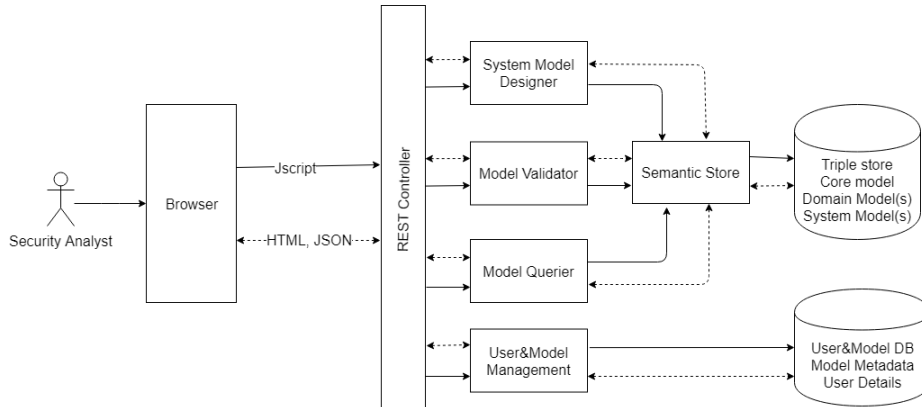 Security Analyst
Browser
Jscript
HTML, JSON
REST Controller
System Model
Designer
Model Validator
Model Querier
User&Model
Management
Semantic Store
Triple store
Core model
Domain Model(s)
System Model(s)
User&Model DB
Model Metadata
User Details